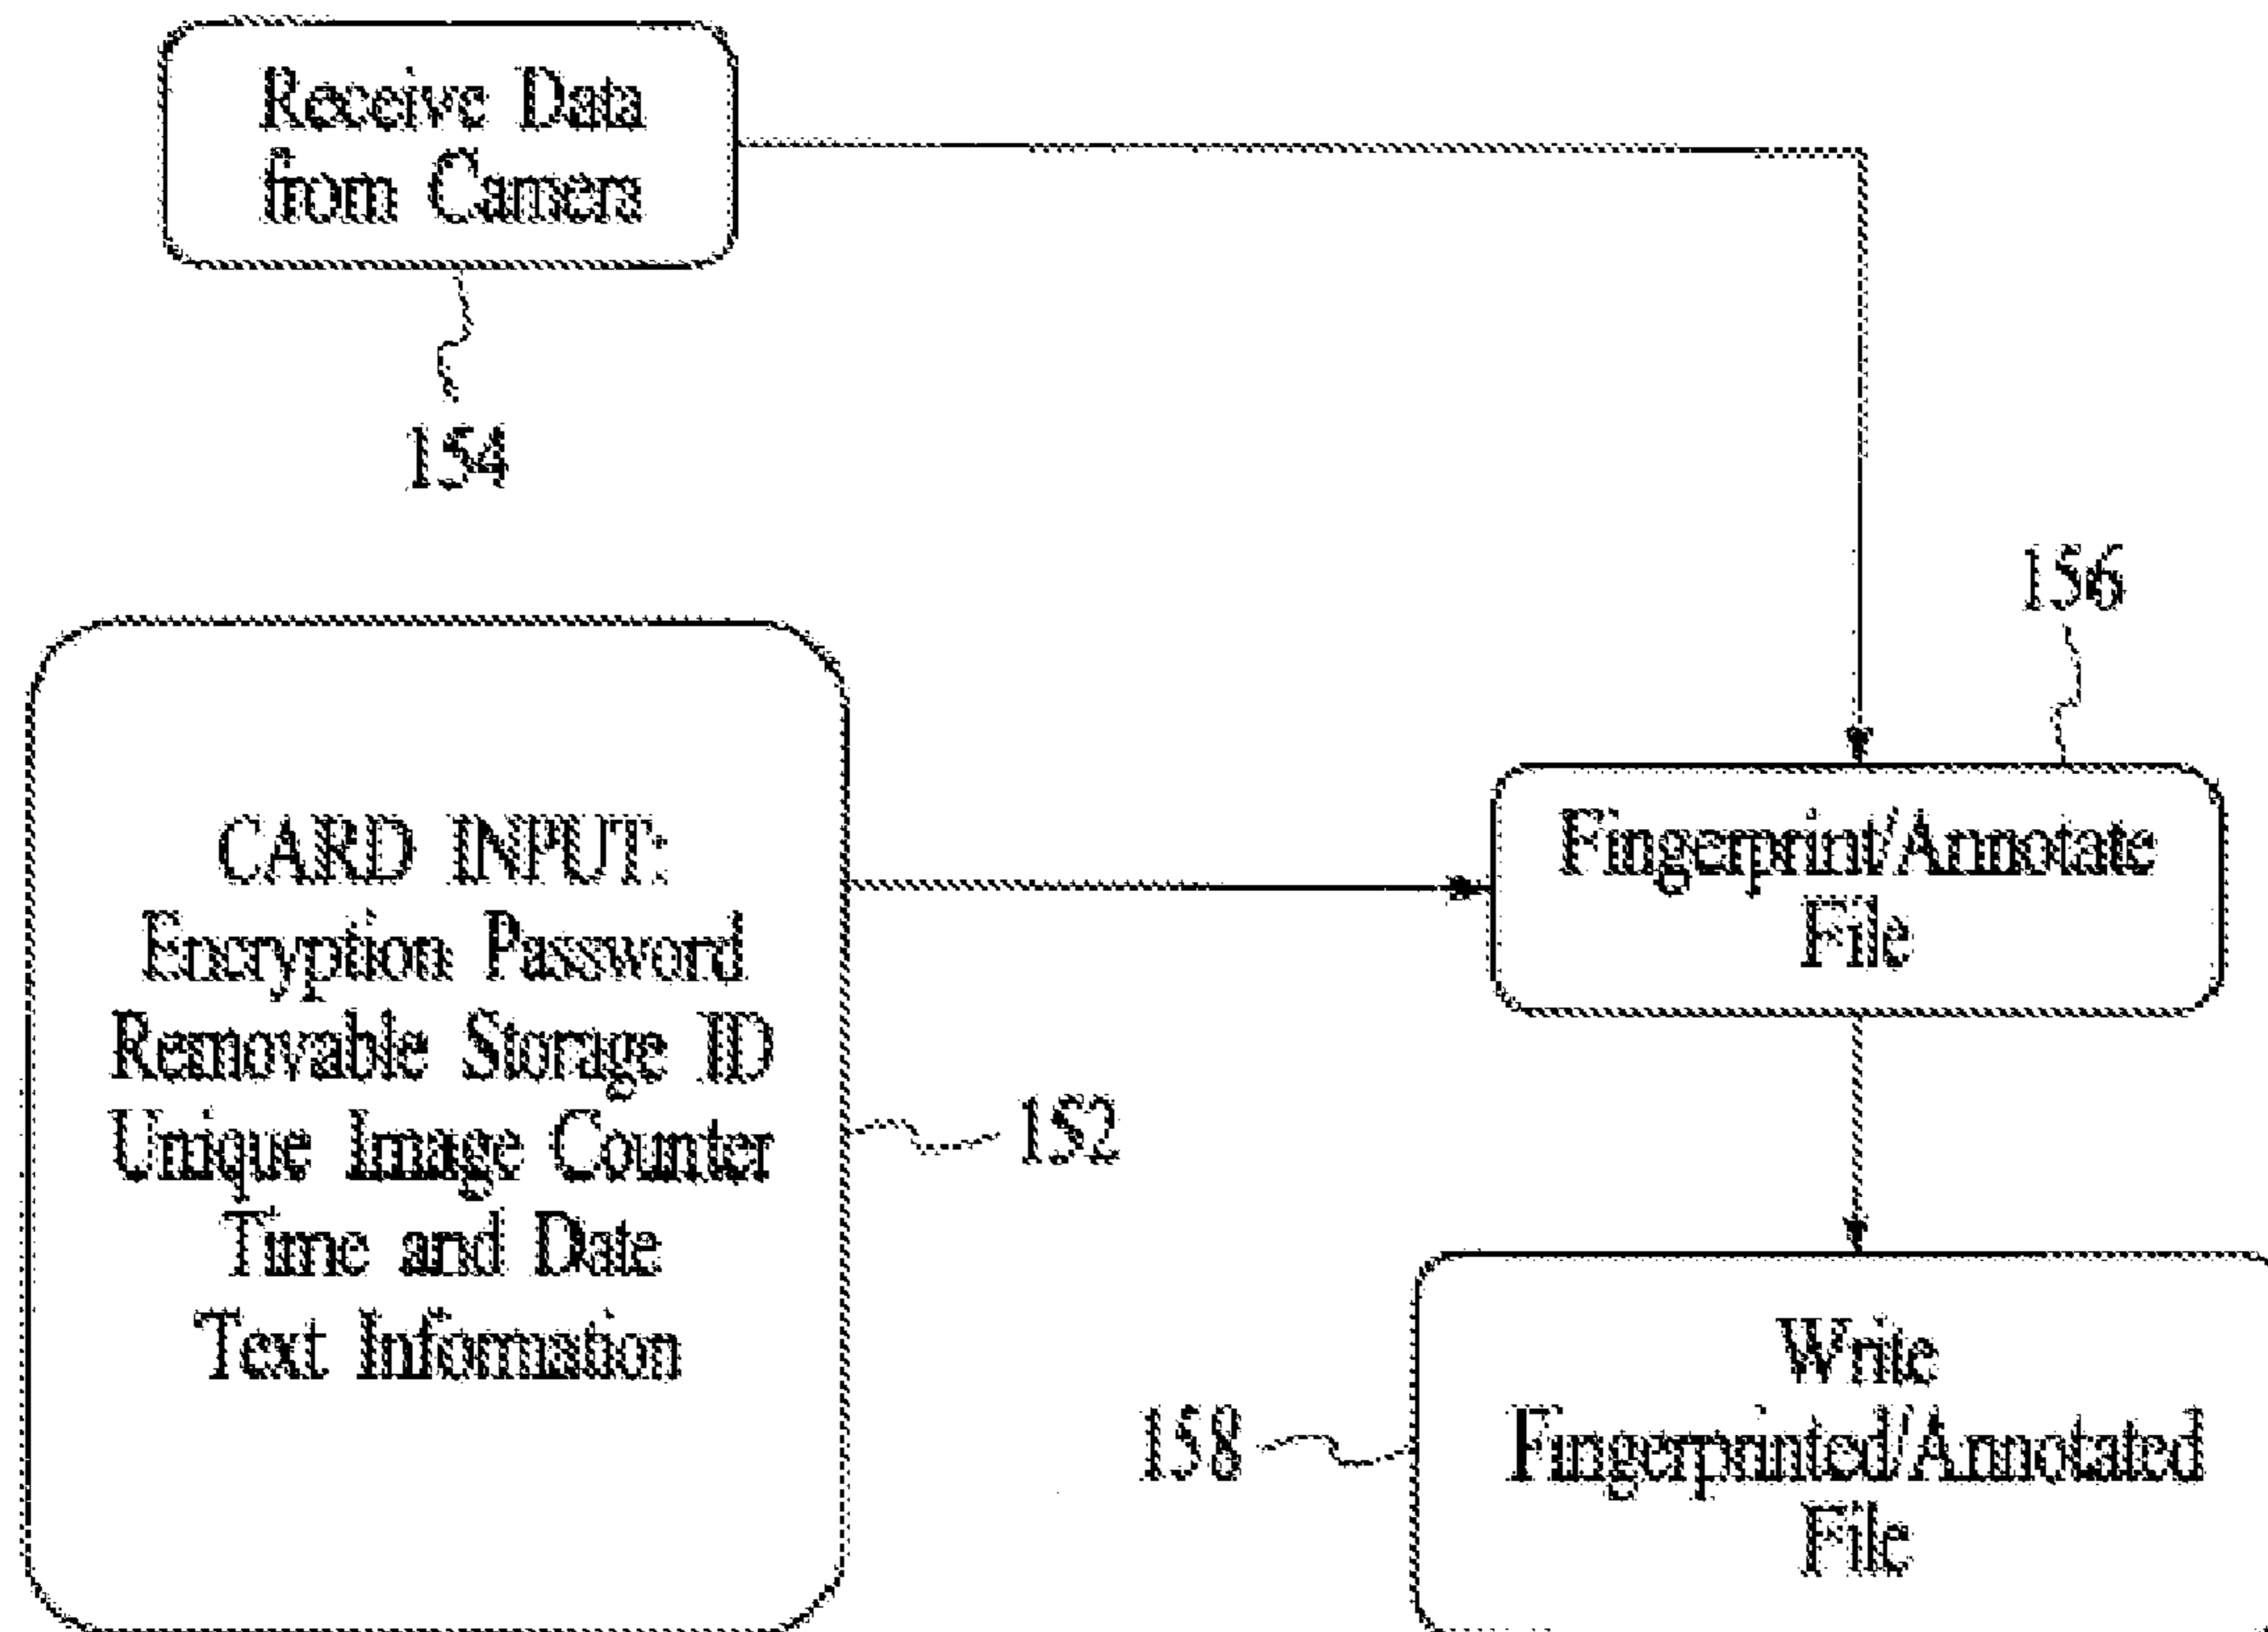 Receive Data
from Camera
154
156
CARD INPUT:
Encryption Password
Removable Storage ID
Unique Image Counter
Time and Date
Text Information
152
Fingerprint/Annotate
File
158
Write
Fingerprinted/Annotated
File